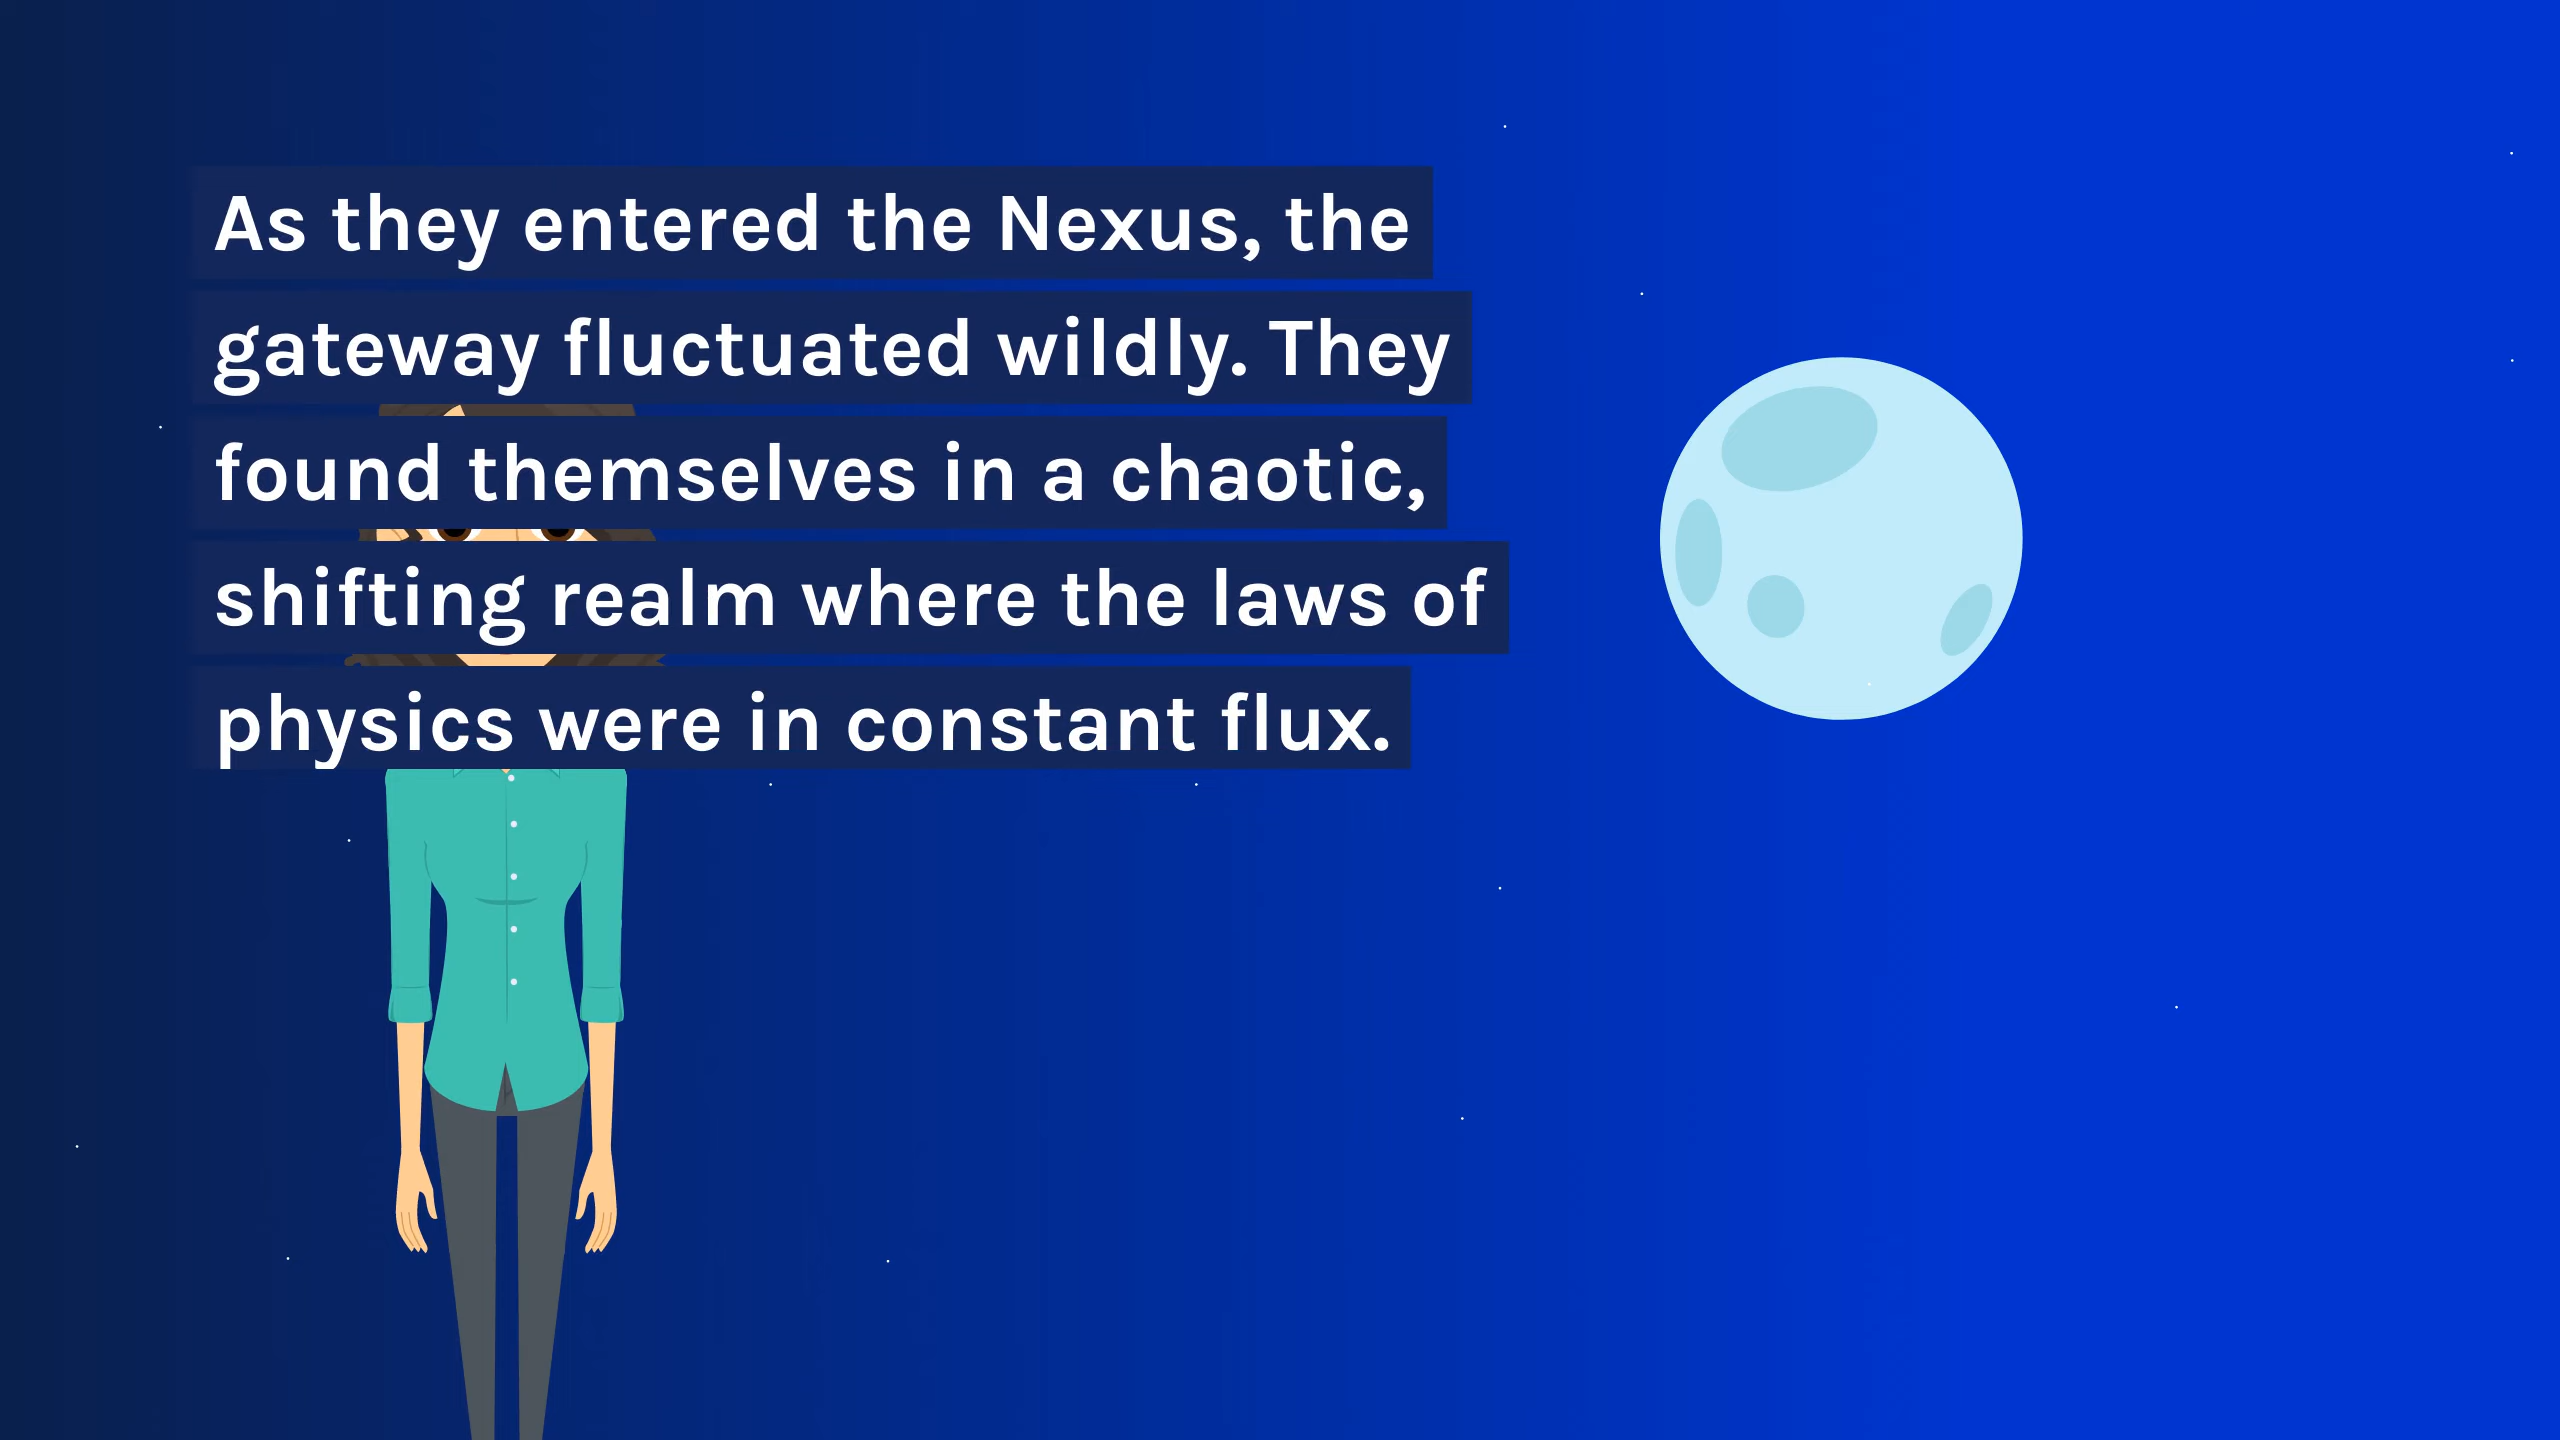 As they entered the Nexus, the
gateway fluctuated wildly. They
found themselves in a chaotic,
shifting realm where the laws of
physics were in constant flux.